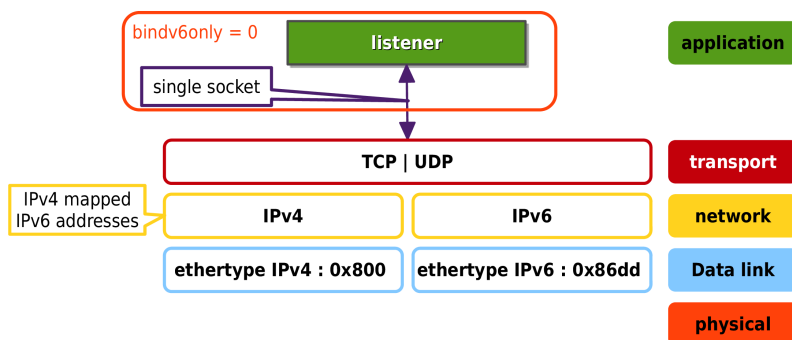 bindv6only = 0
listener
application
single socket
TCP | UDP
transport
IPv4 mapped
IPv6 addresses
IPv4
IPv6
network
ethertype IPv4 : 0x800
ethertype IPv6 : 0x86dd
Data link
physical